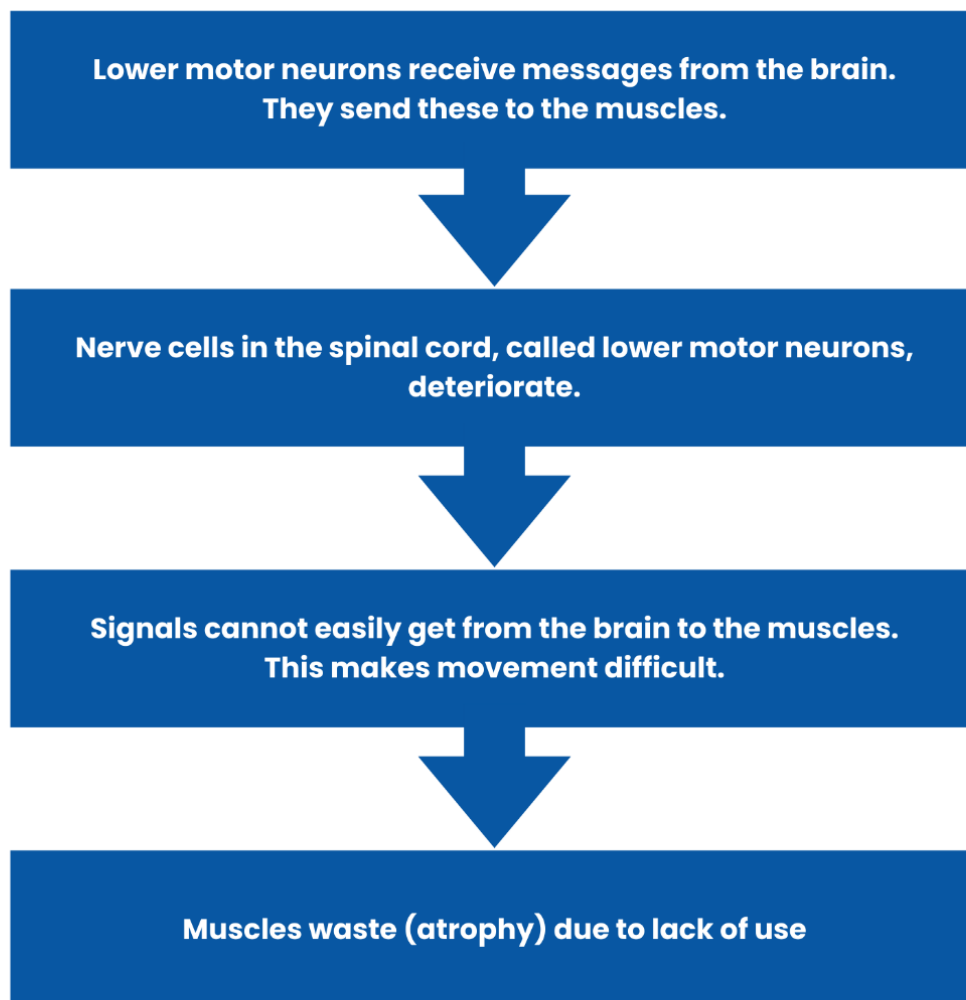 Lower motor neurons receive messages from the brain.
They send these to the muscles.
Nerve cells in the spinal cord, called lower motor neurons,
deteriorate.
Signals cannot easily get from the brain to the muscles.
This makes movement difficult.
Muscles waste (atrophy) due to lack of use